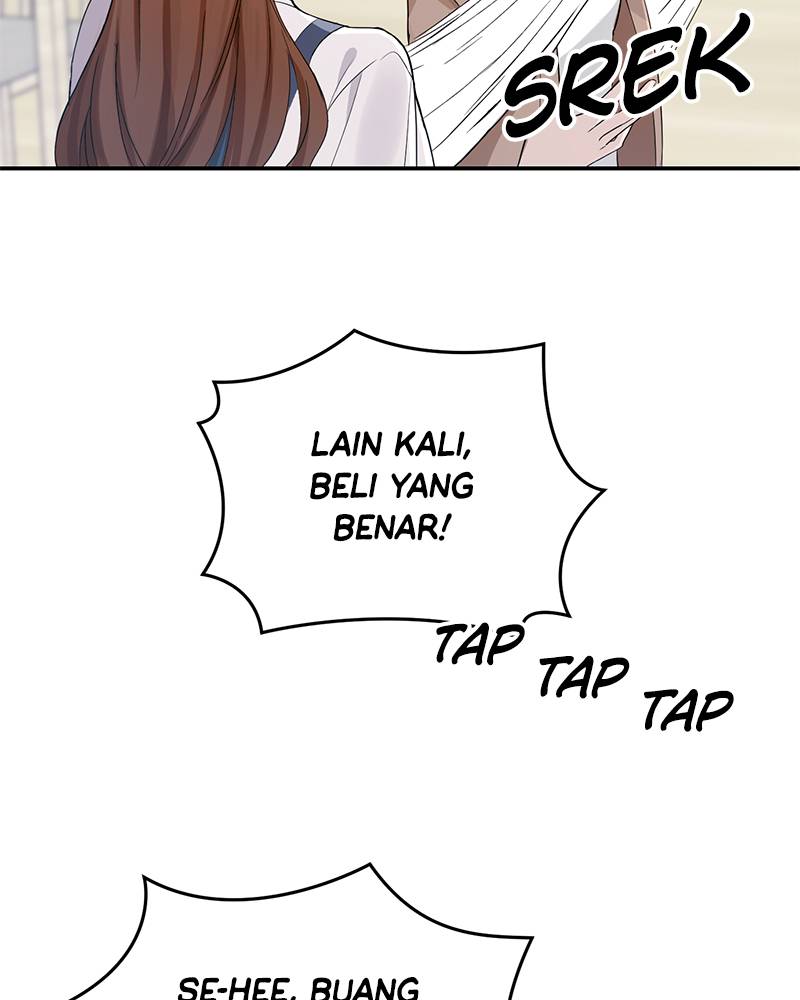 SREK
LAIN KALI,
BELI YANG
BENAR!
TAP
TAP
TAP
SE-HEE, BUANG